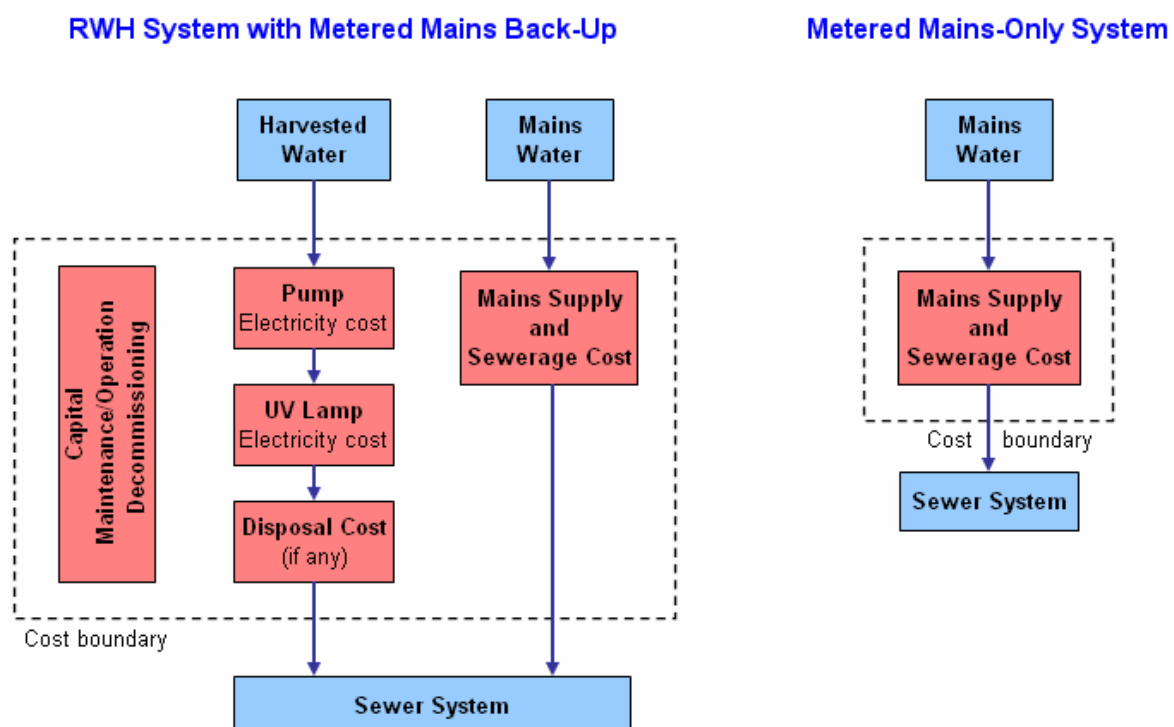 RWH System with Metered Mains Back-Up
Harvested
Water
Mains
Water
Capital
Maintenance/Operation
Decommissioning
Pump
Electricity cost
UV Lamp
Electricity cost
Disposal Cost
(if any)
Mains Supply
and
Sewerage Cost
Cost boundary
Sewer System
Metered Mains-Only System
Mains
Water
Mains Supply
and
Sewerage Cost
Cost boundary
Sewer System